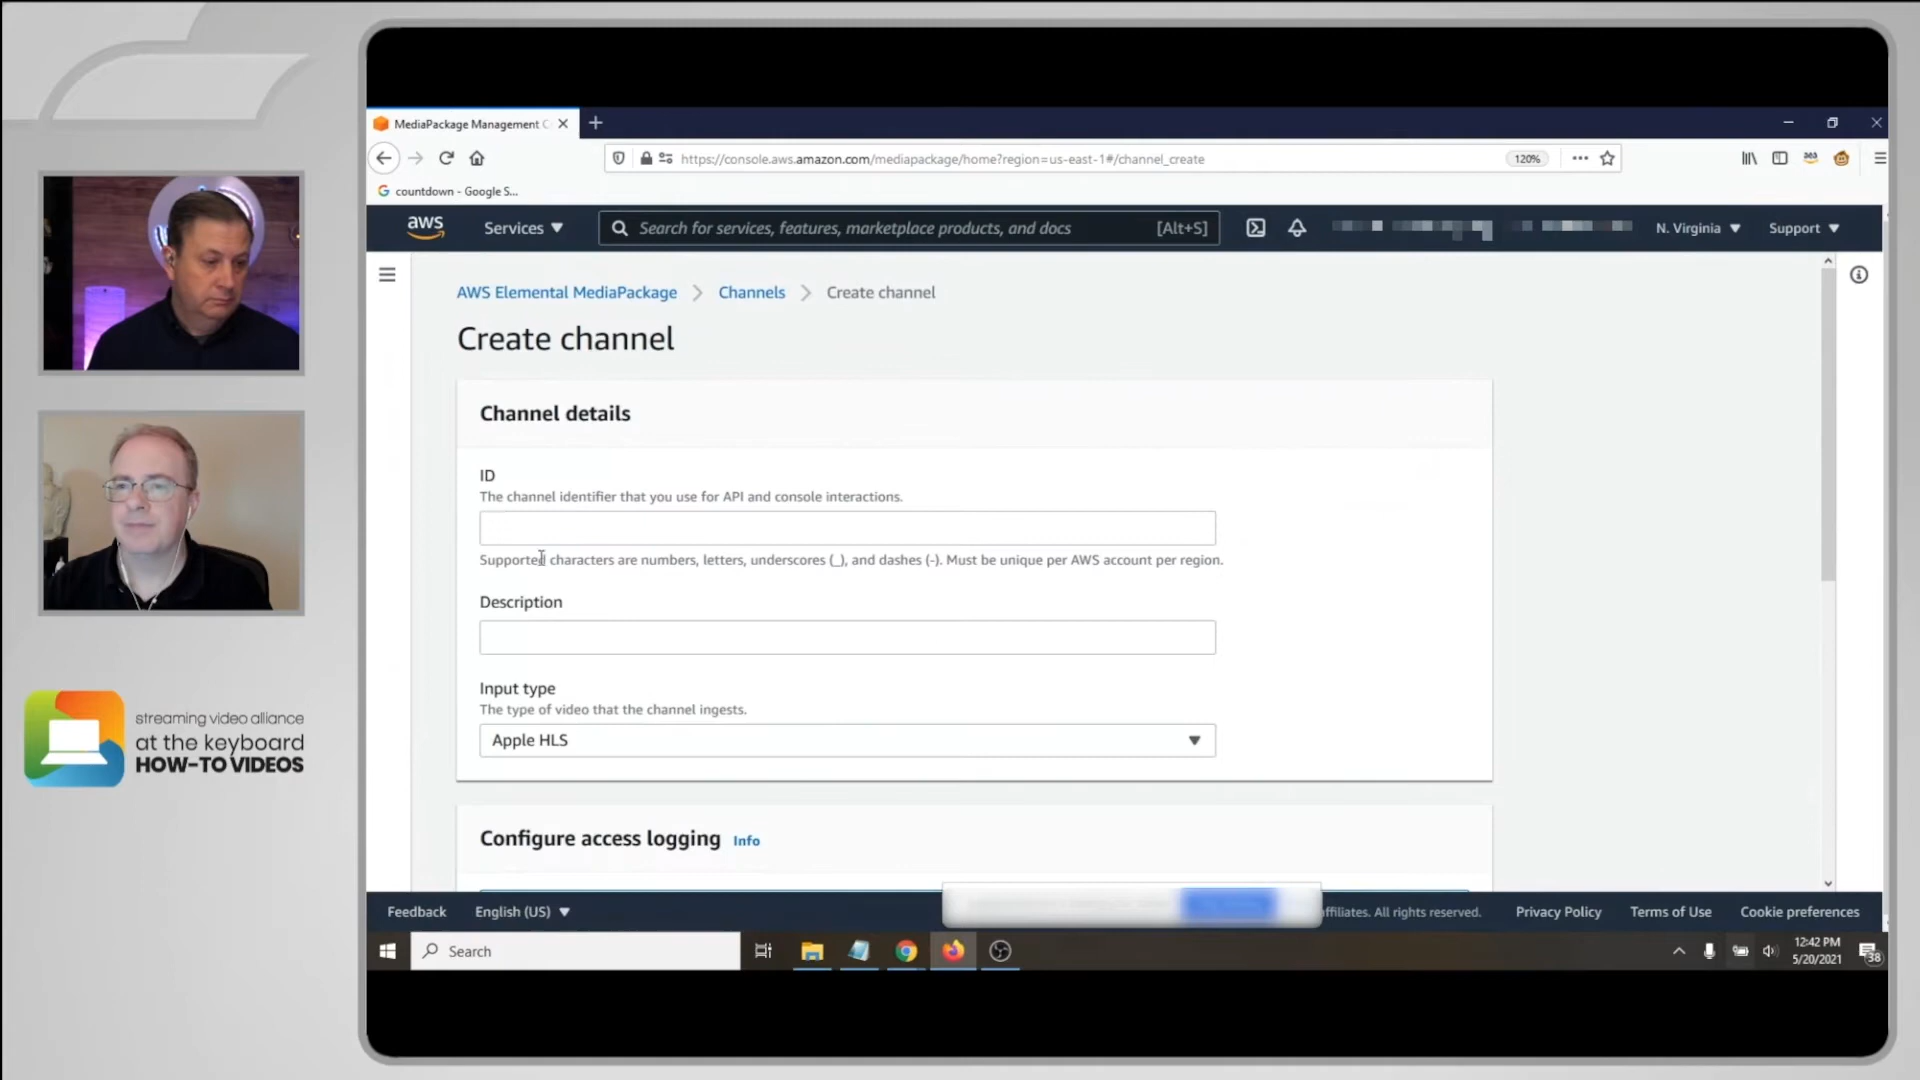 MediaPackage Management C
https://console.aws.amazon.com/mediapackage/home?region=us-east-1#/channel_create
120%
countdown - Google S...
aws
Services
Search for services, features, marketplace products, and docs
[Alt+S]
N. Virginia
Support
AWS Elemental MediaPackage
Channels
Create channel
Create channel
Channel details
ID
The channel identifier that you use for API and console interactions.
Supported characters are numbers, letters, underscores (_), and dashes (-). Must be unique per AWS account per region.
Description
Input type
The type of video that the channel ingests.
Apple HLS
Configure access logging
Info
Feedback
English (US)
affiliates. All rights reserved.
Privacy Policy
Terms of Use
Cookie preferences
Search
12:42 PM
5/20/2021
38
streaming video alliance
at the keyboard
HOW-TO VIDEOS